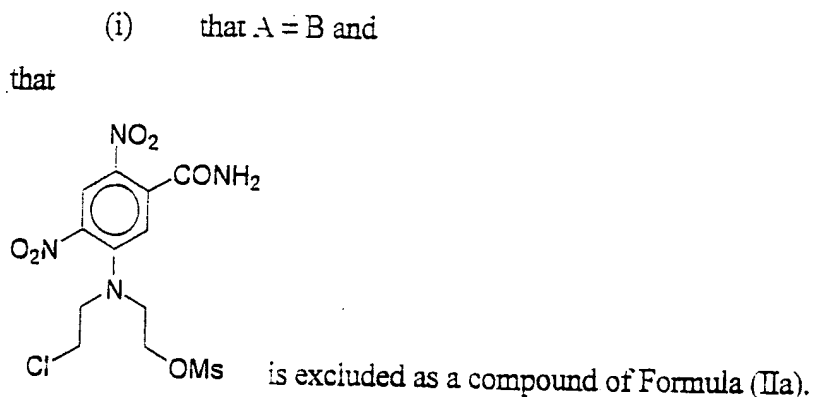 (i) that A = B and
that
NO2
CONH2
O2N
N
Cl
OMs
is excluded as a compound of Formula (IIa).